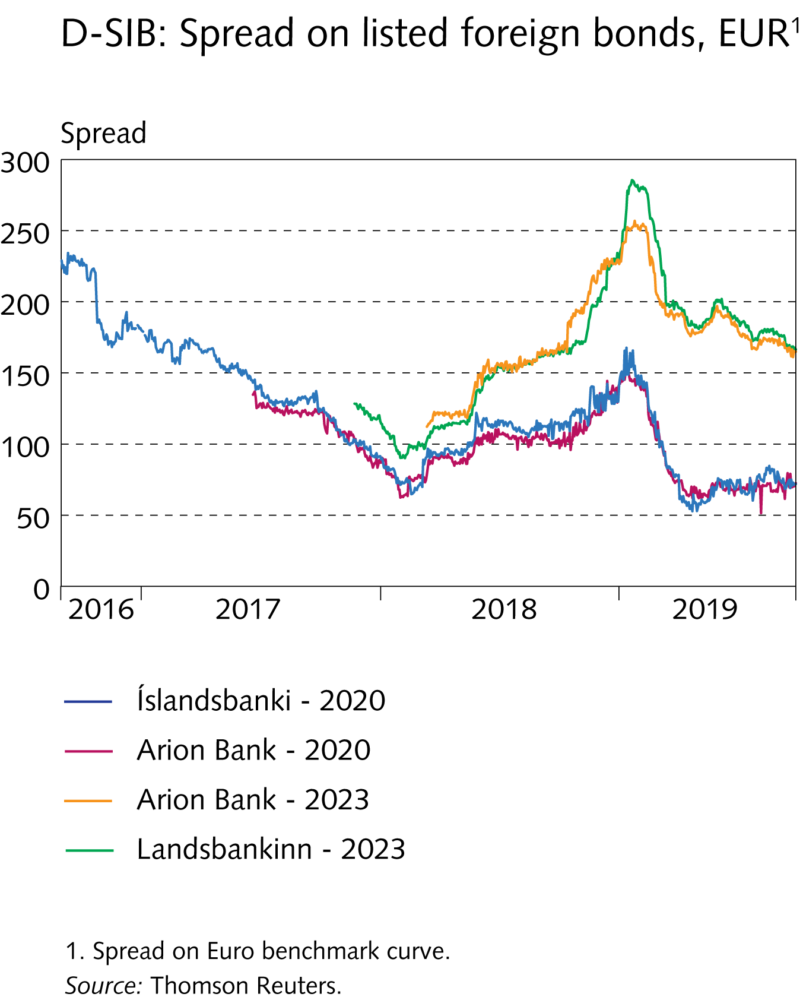 D-SIB: Spread on listed foreign bonds, EUR¹
Spread
300
250
200
150
100
50
0
2016 2017 2018 2019
Íslandsbanki - 2020
Arion Bank - 2020
Arion Bank - 2023
Landsbankinn - 2023
1. Spread on Euro benchmark curve.
Source: Thomson Reuters.